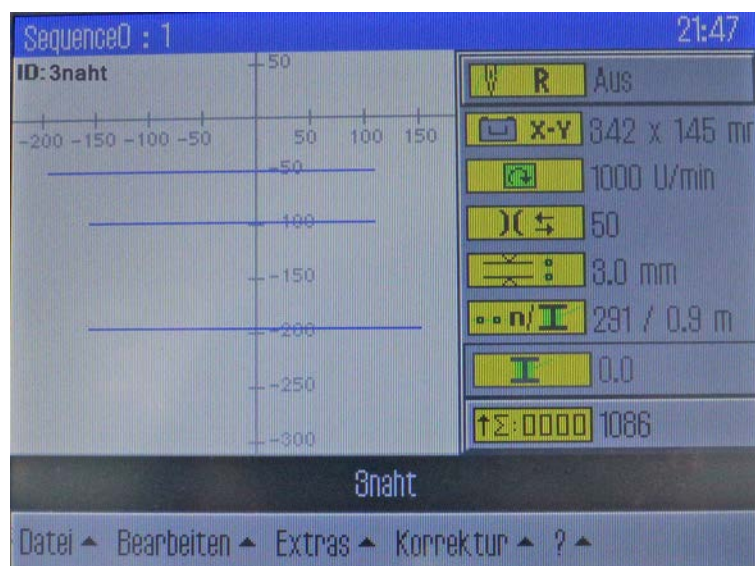 Sequence0 : 1
21:47
ID: 3naht
50
-200 -150 -100 -50 50 100 150
-50
-100
-150
-200
-250
-300
R Aus
X-Y 342 x 145 mm
1000 U/min
50
3.0 mm
n/ 291 / 0.9 m
0.0
↑Σ:0000 1086
3naht
Datei Bearbeiten Extras Korrektur ?